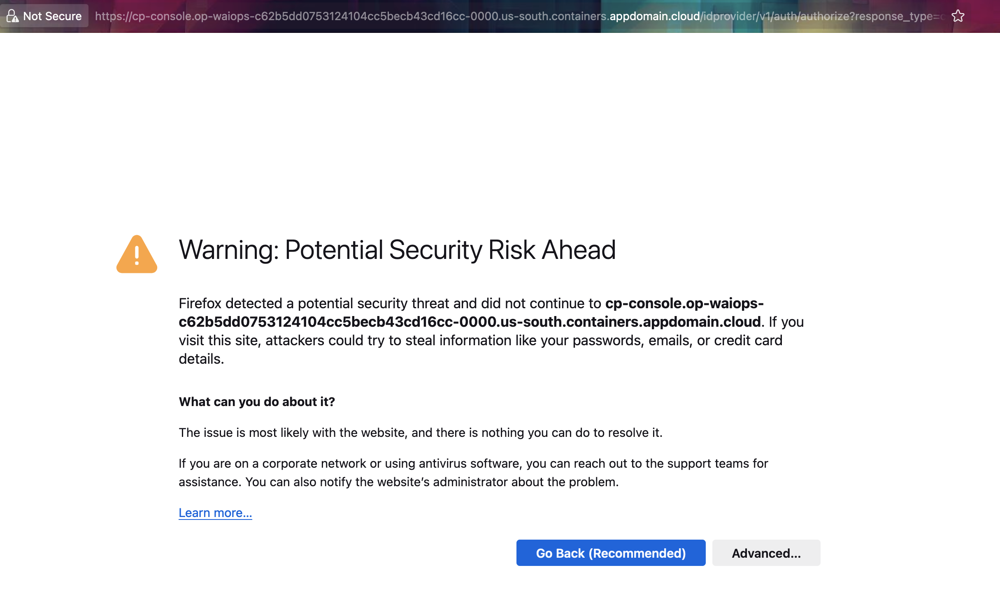 Not Secure https://cp-console.op-waiops-c62b5dd0753124104cc5becb43cd16cc-0000.us-south.containers.appdomain.cloud/idprovider/v1/auth/authorize?response_type=
Warning: Potential Security Risk Ahead
Firefox detected a potential security threat and did not continue to cp-console.op-waiops-
c62b5dd0753124104cc5becb43cd16cc-0000.us-south.containers.appdomain.cloud. If you
visit this site, attackers could try to steal information like your passwords, emails, or credit card
details.
What can you do about it?
The issue is most likely with the website, and there is nothing you can do to resolve it.
If you are on a corporate network or using antivirus software, you can reach out to the support teams for
assistance. You can also notify the website’s administrator about the problem.
Learn more…
Go Back (Recommended) Advanced…